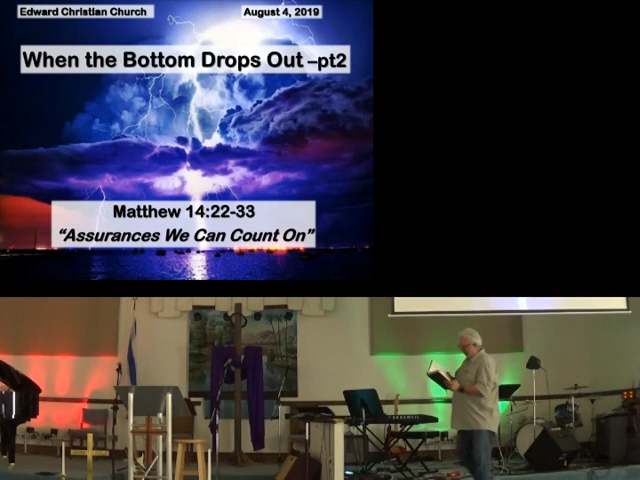 Edward Christian Church August 4, 2019
When the Bottom Drops Out –pt2
Matthew 14:22-33
“Assurances We Can Count On”